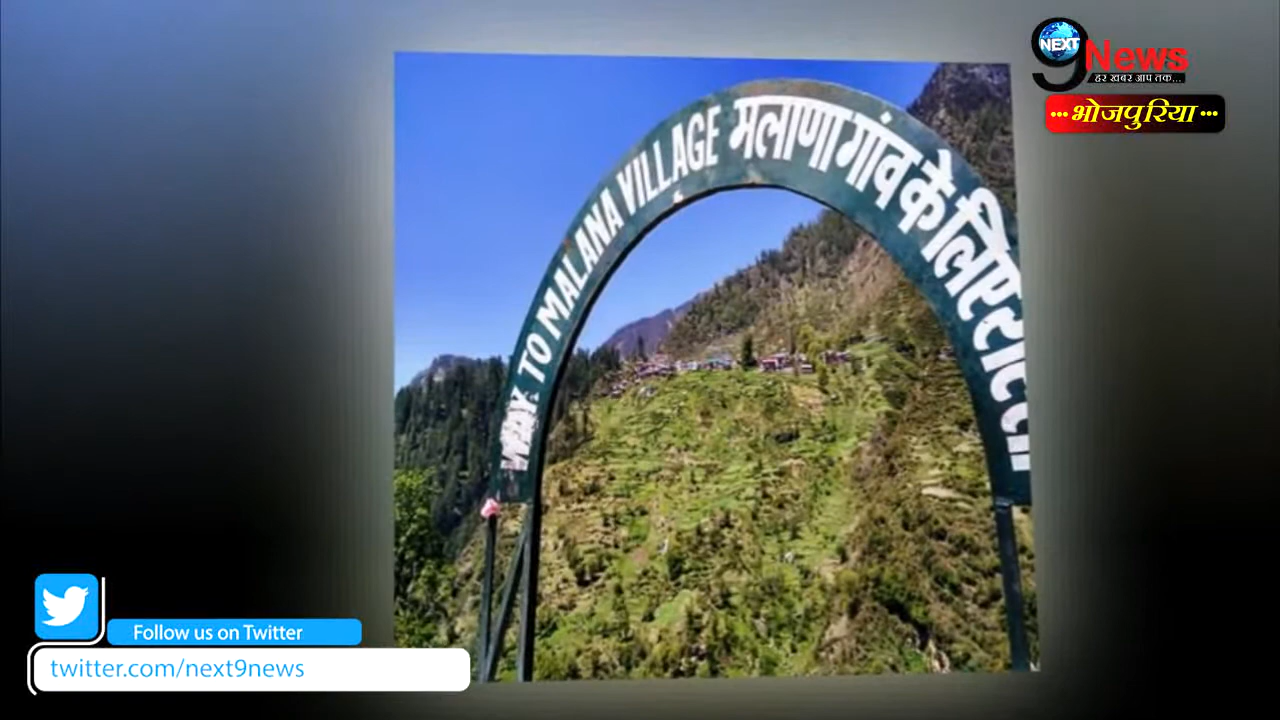 NEXT
9
News
हर खबर आप तक...
...भोजपुरिया...
WAY TO MALANA VILLAGE मलाणा गांव के लिए रास्ता
Follow us on Twitter
twitter.com/next9news